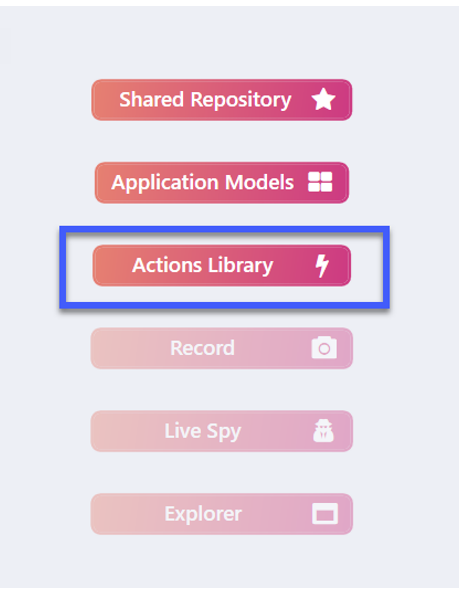 Shared Repository
Application Models
Actions Library
Record
Live Spy
Explorer